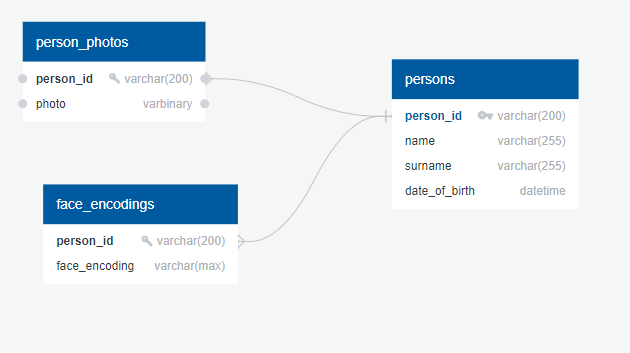 person_photos
person_id varchar(200)
photo varbinary
persons
person_id varchar(200)
name varchar(255)
surname varchar(255)
date_of_birth datetime
face_encodings
person_id varchar(200)
face_encoding varchar(max)